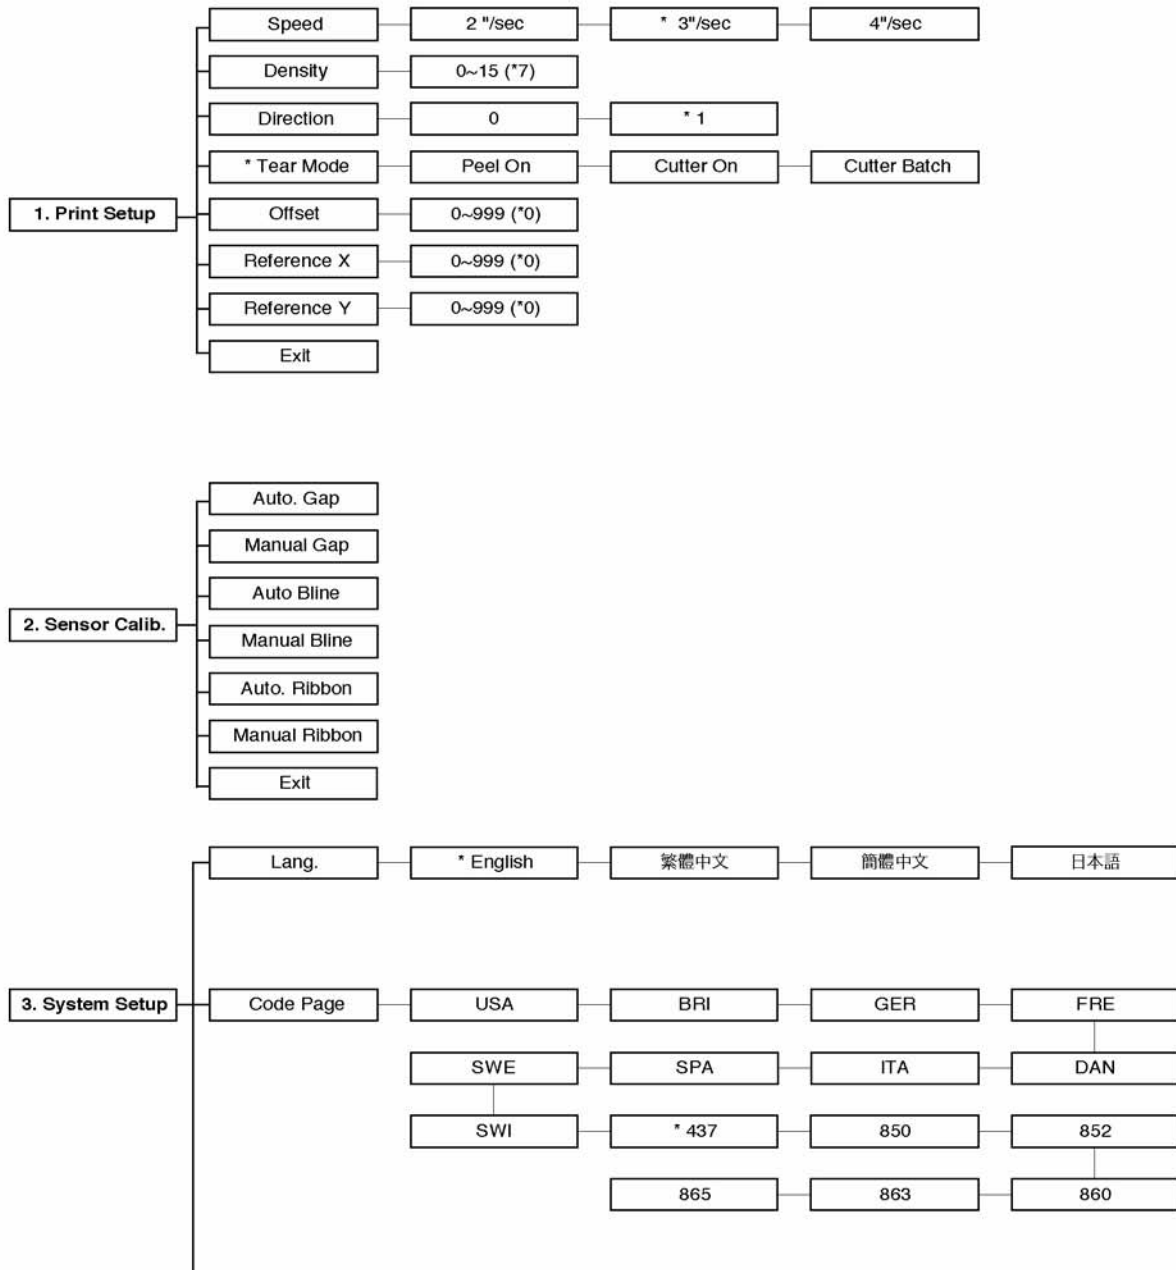 Speed 2 "/sec * 3"/sec 4"/sec
Density 0~15 (*7)
Direction 0 * 1
* Tear Mode Peel On Cutter On Cutter Batch
1. Print Setup Offset 0~999 (*0)
Reference X 0~999 (*0)
Reference Y 0~999 (*0)
Exit
Auto. Gap
Manual Gap
Auto Bline
2. Sensor Calib.
Manual Bline
Auto. Ribbon
Manual Ribbon
Exit
Lang. * English 繁體中文 簡體中文 日本語
3. System Setup Code Page USA BRI GER FRE
SWE SPA ITA DAN
SWI * 437 850 852
865 863 860